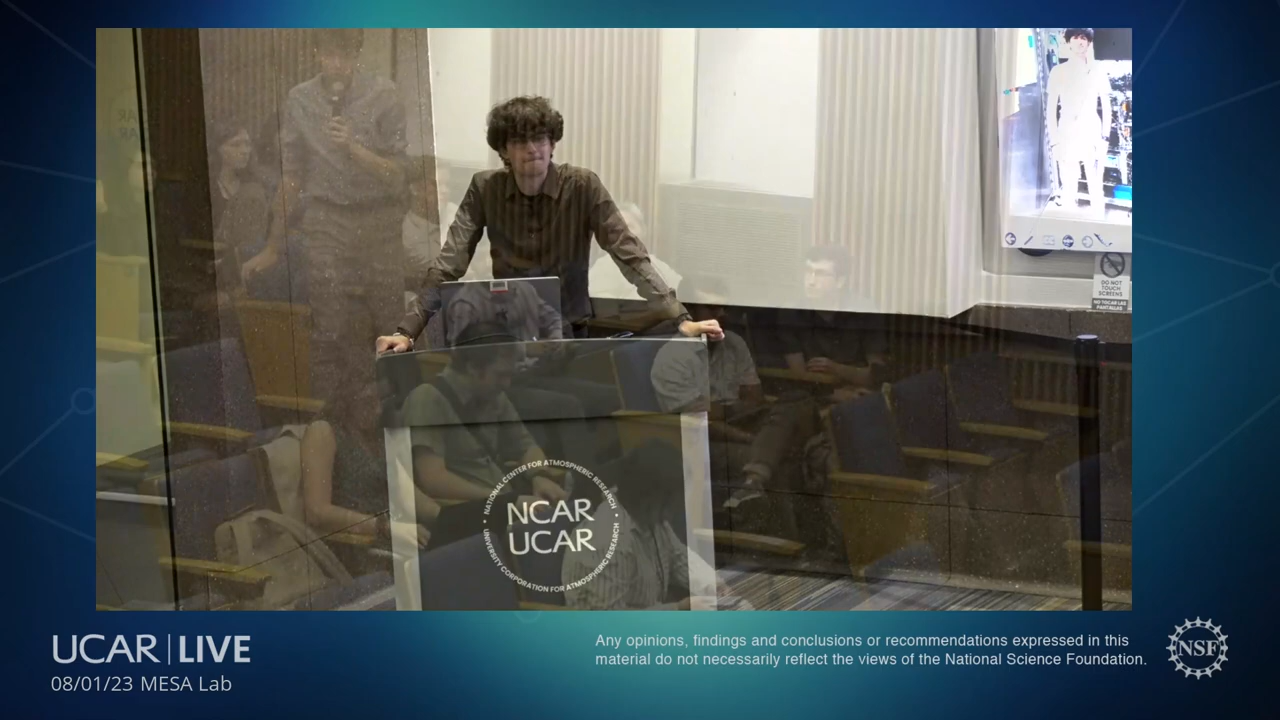 DO NOT
TOUCH
SCREENS
NO TOCAR LAS
PANTALLAS
NATIONAL CENTER FOR ATMOSPHERIC RESEARCH
NCAR
UCAR
UNIVERSITY CORPORATION FOR ATMOSPHERIC RESEARCH
UCAR | LIVE
08/01/23 MESA Lab
Any opinions, findings and conclusions or recommendations expressed in this
material do not necessarily reflect the views of the National Science Foundation.
NSF